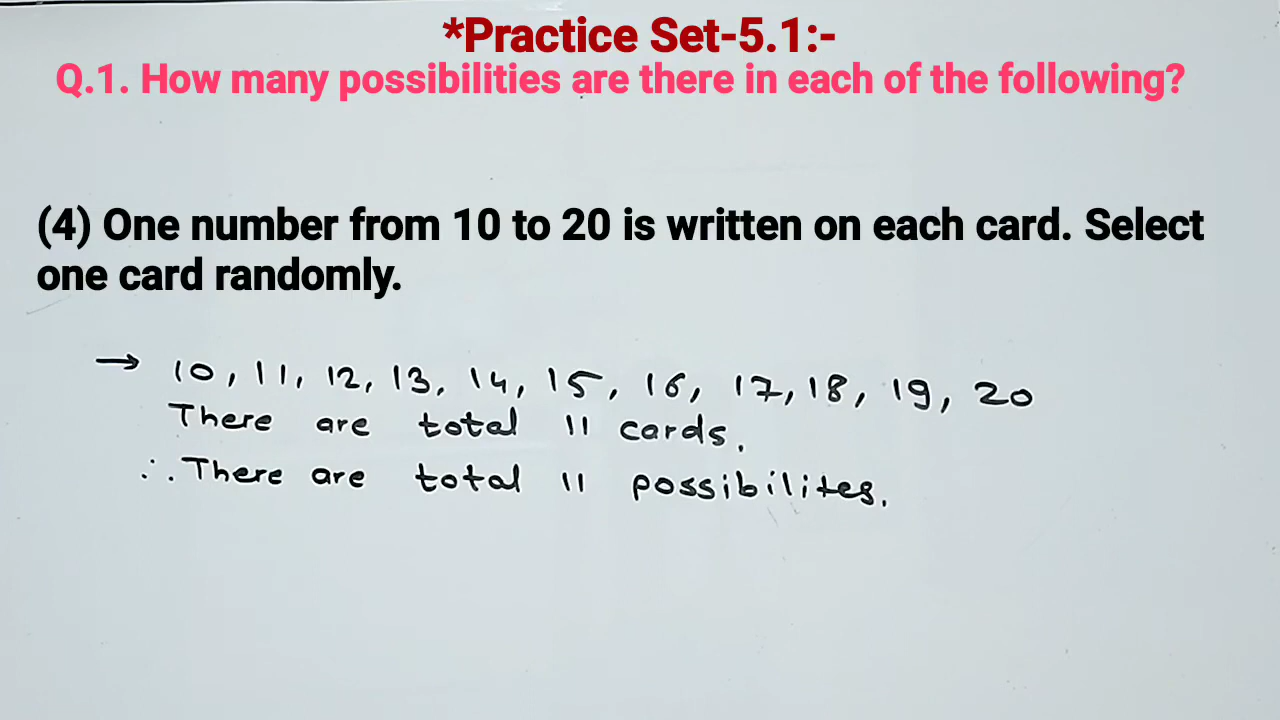 *Practice Set-5.1:-
Q.1. How many possibilities are there in each of the following?
(4) One number from 10 to 20 is written on each card. Select
one card randomly.
→ 10, 11, 12, 13, 14, 15, 16, 17, 18, 19, 20
There are total 11 cards.
∴ There are total 11 possibilites.